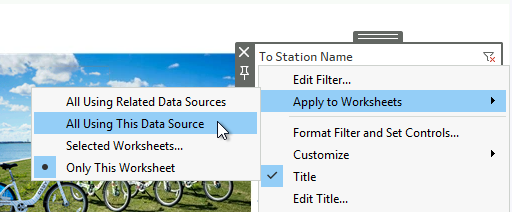 To Station Name
Edit Filter...
Apply to Worksheets
All Using Related Data Sources
All Using This Data Source
Selected Worksheets...
Only This Worksheet
Format Filter and Set Controls...
Customize
Title
Edit Title...